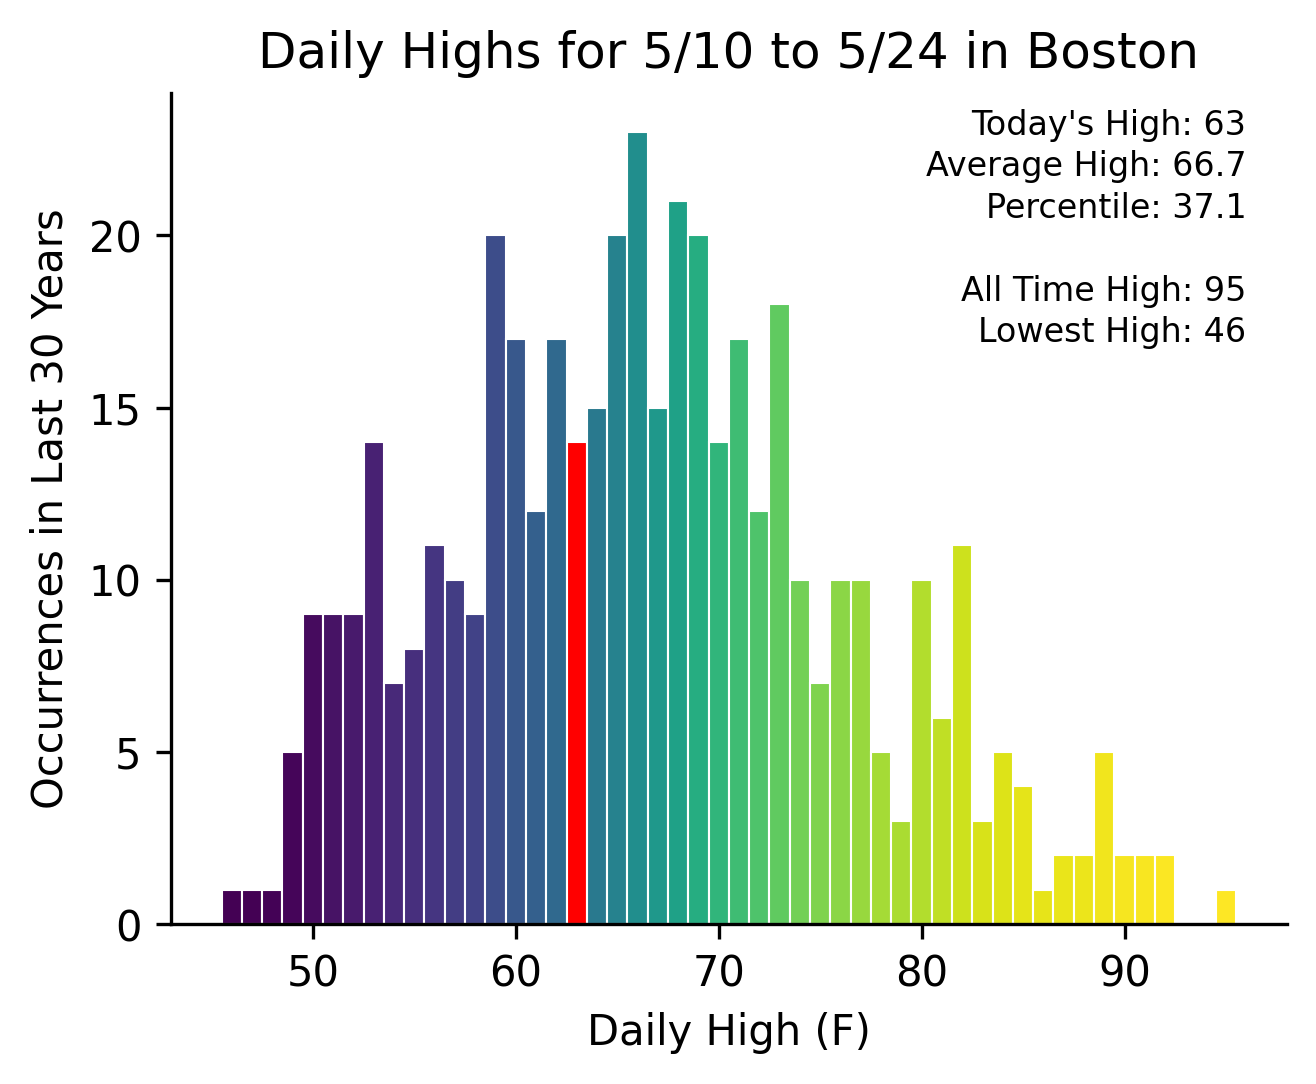 Daily Highs for 5/10 to 5/24 in Boston
Today's High: 63
Average High: 66.7
Percentile: 37.1
All Time High: 95
Lowest High: 46
Occurrences in Last 30 Years
20
15
10
5
0
50 60 70 80 90
Daily High (F)